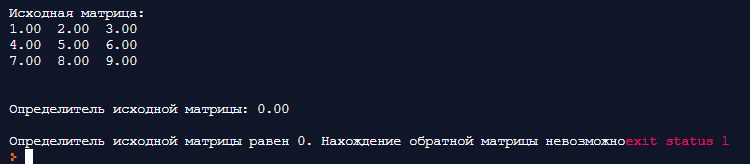 Исходная матрица:
1.00 2.00 3.00
4.00 5.00 6.00
7.00 8.00 9.00
Определитель исходной матрицы: 0.00
Определитель исходной матрицы равен 0. Нахождение обратной матрицы невозможноexit status 1